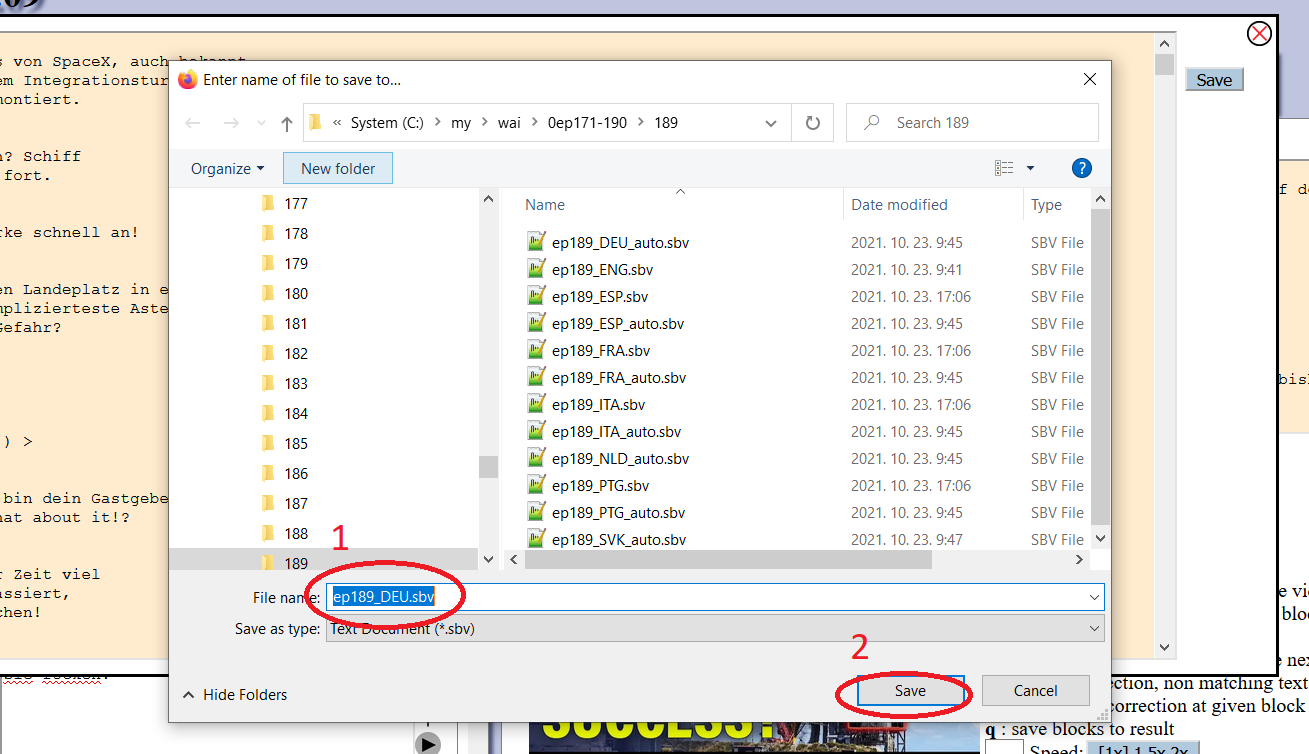 s von SpaceX, auch bekannt
em Integrationstur
montiert.
n? Schiff
fort.
rke schnell an!
en Landeplatz in e
mplizierteste Aste
Gefahr?
) >
bin dein Gastgebe
hat about it!?
r Zeit viel
assiert,
chen!
Save
Enter name of file to save to...
« System (C:) > my > wai > 0ep171-190 > 189
Search 189
Organize
New folder
177
178
179
180
181
182
183
184
185
186
187
188
189
Name Date modified Type
ep189_DEU_auto.sbv 2021. 10. 23. 9:45 SBV File
ep189_ENG.sbv 2021. 10. 23. 9:41 SBV File
ep189_ESP.sbv 2021. 10. 23. 17:06 SBV File
ep189_ESP_auto.sbv 2021. 10. 23. 9:45 SBV File
ep189_FRA.sbv 2021. 10. 23. 17:06 SBV File
ep189_FRA_auto.sbv 2021. 10. 23. 9:45 SBV File
ep189_ITA.sbv 2021. 10. 23. 17:06 SBV File
ep189_ITA_auto.sbv 2021. 10. 23. 9:45 SBV File
ep189_NLD_auto.sbv 2021. 10. 23. 9:45 SBV File
ep189_PTG.sbv 2021. 10. 23. 17:06 SBV File
ep189_PTG_auto.sbv 2021. 10. 23. 9:45 SBV File
ep189_SVK_auto.sbv 2021. 10. 23. 9:47 SBV File
1
File name: ep189_DEU.sbv
Save as type: Text Document (*.sbv)
2
Hide Folders
Save
Cancel
f d
bis
e vi
bloc
e nex
ction, non matching text
correction at given block
q : save blocks to result
Speed: [1x] 1.5x 2x
SUCCESS!